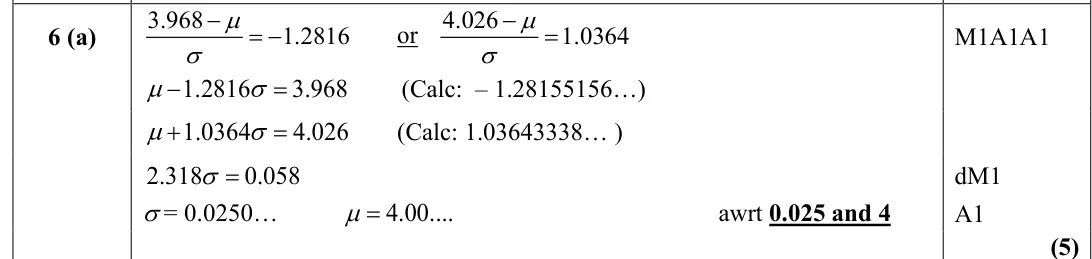 6 (a) (3.968 − μ)/σ = −1.2816 or (4.026 − μ)/σ = 1.0364 M1A1A1
μ − 1.2816σ = 3.968 (Calc: – 1.28155156…)
μ + 1.0364σ = 4.026 (Calc: 1.03643338… )
2.318σ = 0.058 dM1
σ = 0.0250… μ = 4.00.... awrt 0.025 and 4 A1
(5)